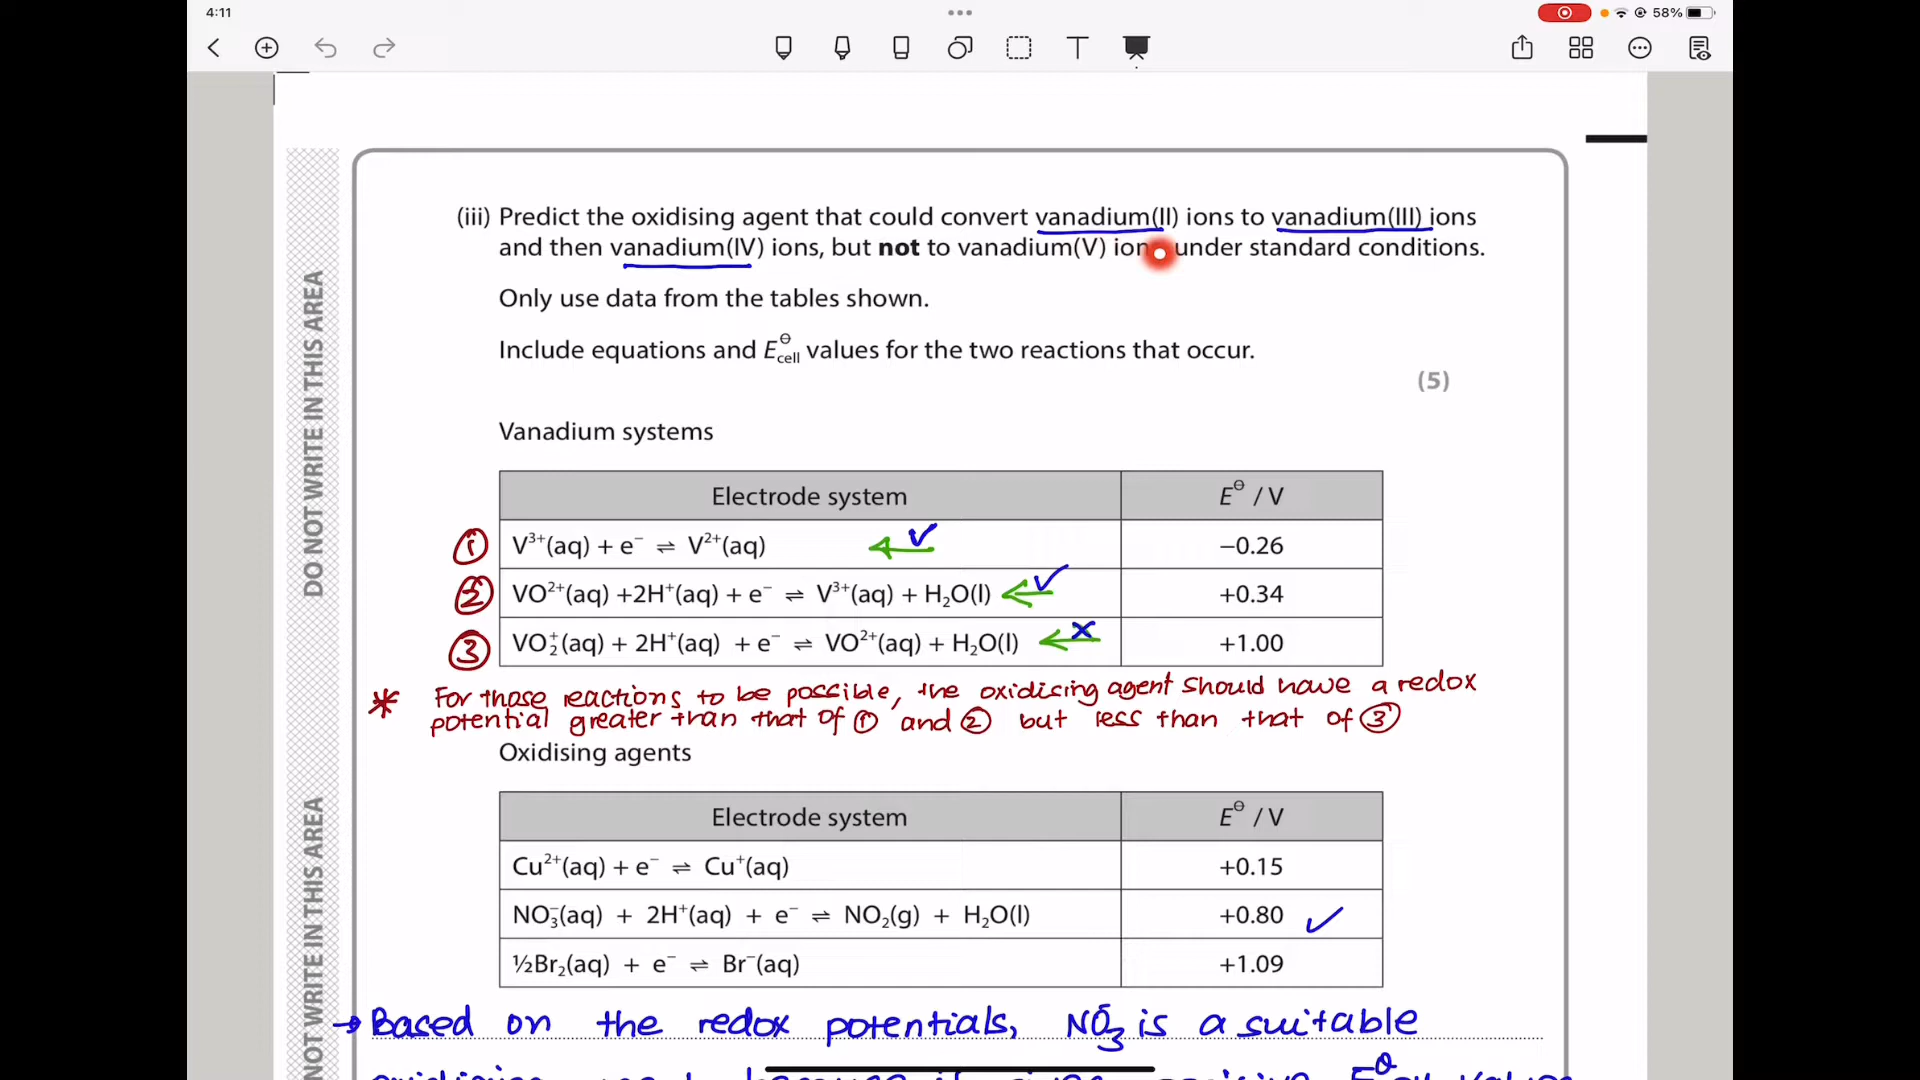 4:11
58%
(iii) Predict the oxidising agent that could convert vanadium(II) ions to vanadium(III) ions
and then vanadium(IV) ions, but not to vanadium(V) ion under standard conditions.
Only use data from the tables shown.
Include equations and E⦵cell values for the two reactions that occur.
(5)
Vanadium systems
Electrode system E⦵ / V
① V³⁺(aq) + e⁻ ⇌ V²⁺(aq) ← ✓ −0.26
② VO²⁺(aq) +2H⁺(aq) + e⁻ ⇌ V³⁺(aq) + H₂O(l) ← ✓ +0.34
③ VO₂⁺(aq) + 2H⁺(aq) + e⁻ ⇌ VO²⁺(aq) + H₂O(l) ← x +1.00
* For those reactions to be possible, the oxidising agent should have a redox
potential greater than that of ① and ② but less than that of ③
Oxidising agents
Electrode system E⦵ / V
Cu²⁺(aq) + e⁻ ⇌ Cu⁺(aq) +0.15
NO₃⁻(aq) + 2H⁺(aq) + e⁻ ⇌ NO₂(g) + H₂O(l) +0.80 ✓
½Br₂(aq) + e⁻ ⇌ Br⁻(aq) +1.09
→ Based on the redox potentials, NO₃⁻ is a suitable
DO NOT WRITE IN THIS AREA
NOT WRITE IN THIS AREA